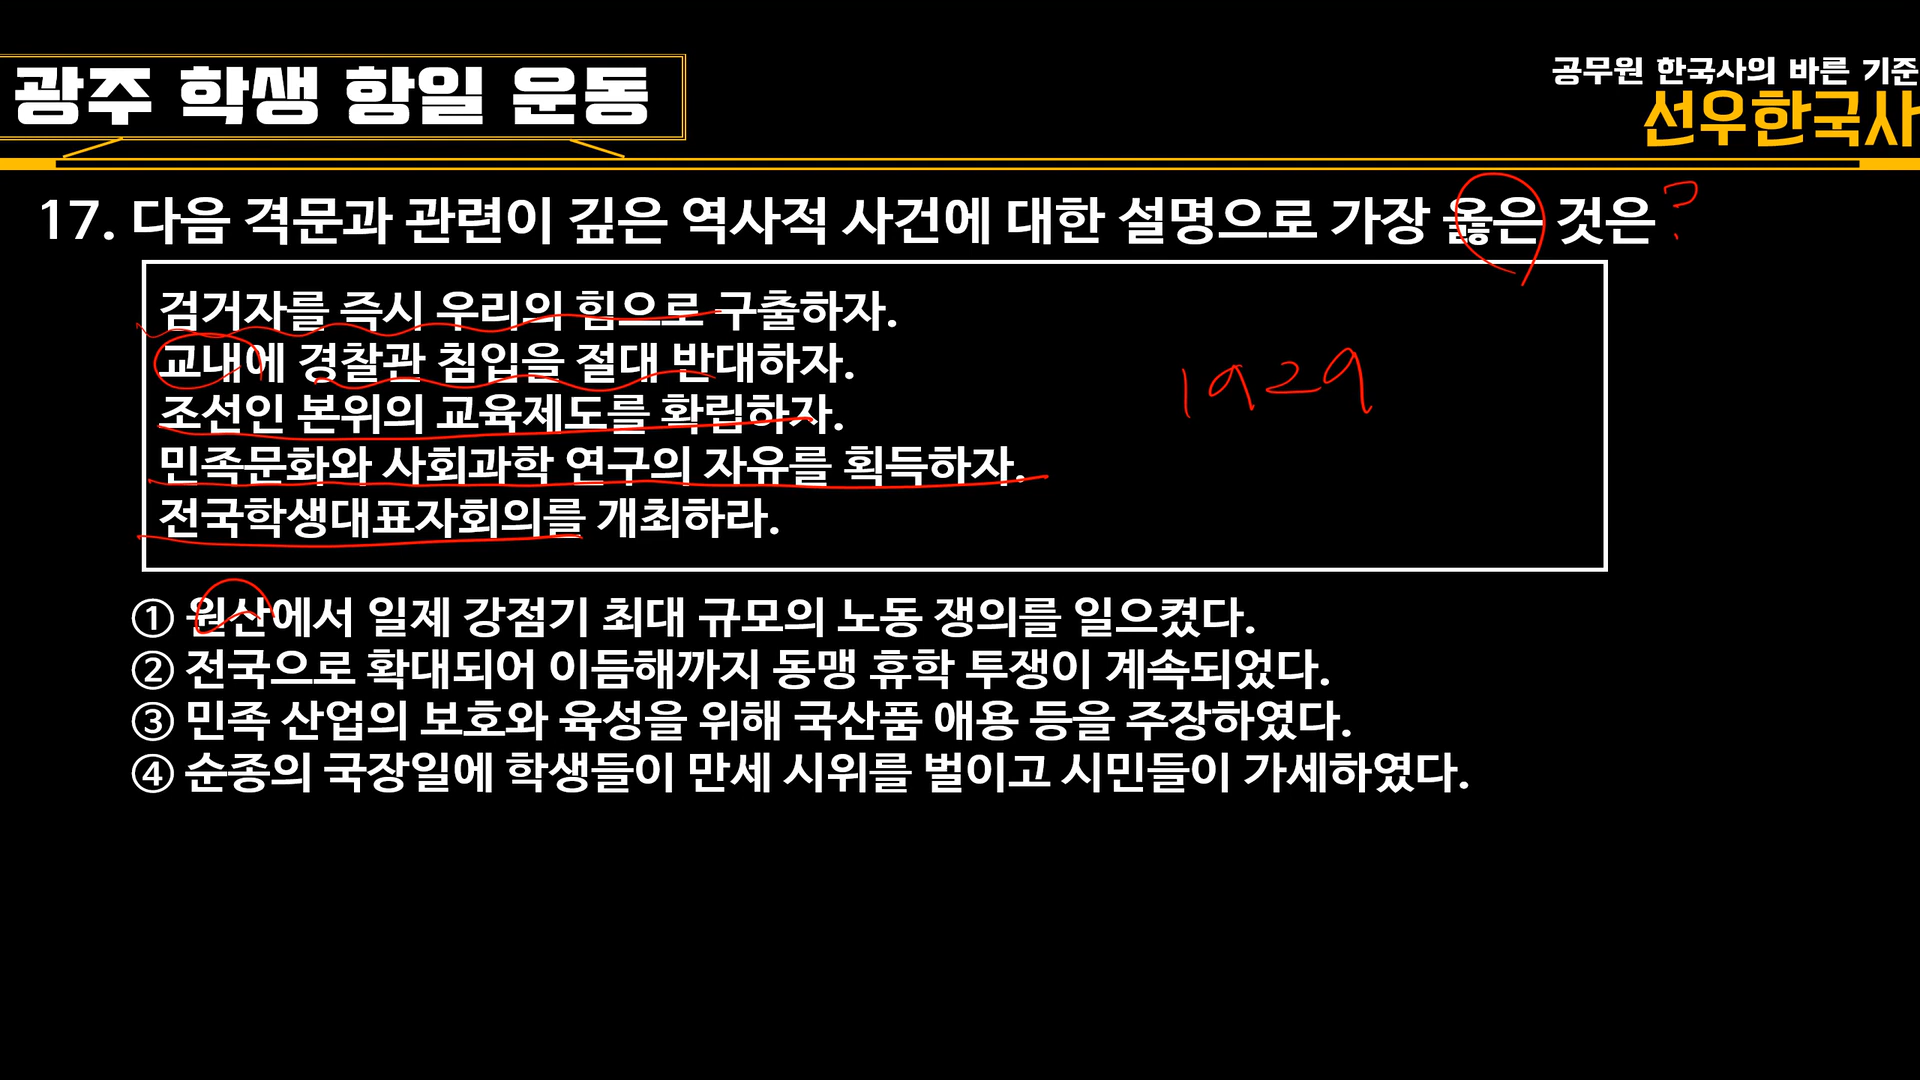 광주 학생 항일 운동
공무원 한국사의 바른 기준
선우한국사
17. 다음 격문과 관련이 깊은 역사적 사건에 대한 설명으로 가장 옳은 것은?
검거자를 즉시 우리의 힘으로 구출하자.
교내에 경찰관 침입을 절대 반대하자.
조선인 본위의 교육제도를 확립하자.
민족문화와 사회과학 연구의 자유를 획득하자.
전국학생대표자회의를 개최하라.
1929
① 원산에서 일제 강점기 최대 규모의 노동 쟁의를 일으켰다.
② 전국으로 확대되어 이듬해까지 동맹 휴학 투쟁이 계속되었다.
③ 민족 산업의 보호와 육성을 위해 국산품 애용 등을 주장하였다.
④ 순종의 국장일에 학생들이 만세 시위를 벌이고 시민들이 가세하였다.